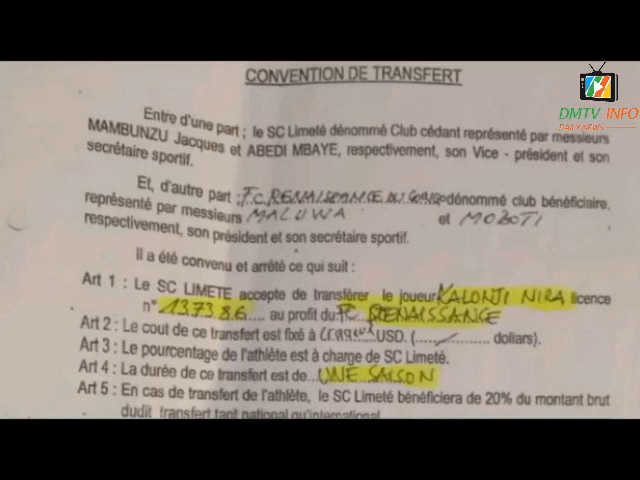 DMTV INFO
DAILY NEWS
CONVENTION DE TRANSFERT
Entre d'une part ; le SC Limeté dénommé Club cédant représenté par messieurs
MAMBUNZU Jacques et ABEDI MBAYE, respectivement, son Vice - président et son
secrétaire sportif.
Et, d'autre part : F.C. RENAISSANCE DU CONGO dénommé club bénéficiaire,
représenté par messieurs MALUWA et MOBOTI
respectivement, son président et son secrétaire sportif.
Il a été convenu et arrêté ce qui suit :
Art 1 : Le SC LIMETE accepte de transférer le joueur KALONJI NIRA licence
n° 137386 .... au profit du FC RENAISSANCE
Art 2 : Le cout de ce transfert est fixé à USD. (............ dollars).
Art 3 : Le pourcentage de l'athlète est à charge de SC Limeté.
Art 4 : La durée de ce transfert est de UNE SAISON
Art 5 : En cas de transfert de l'athlète, le SC Limeté bénéficiera de 20% du montant brut
dudit transfert tant national qu'international.